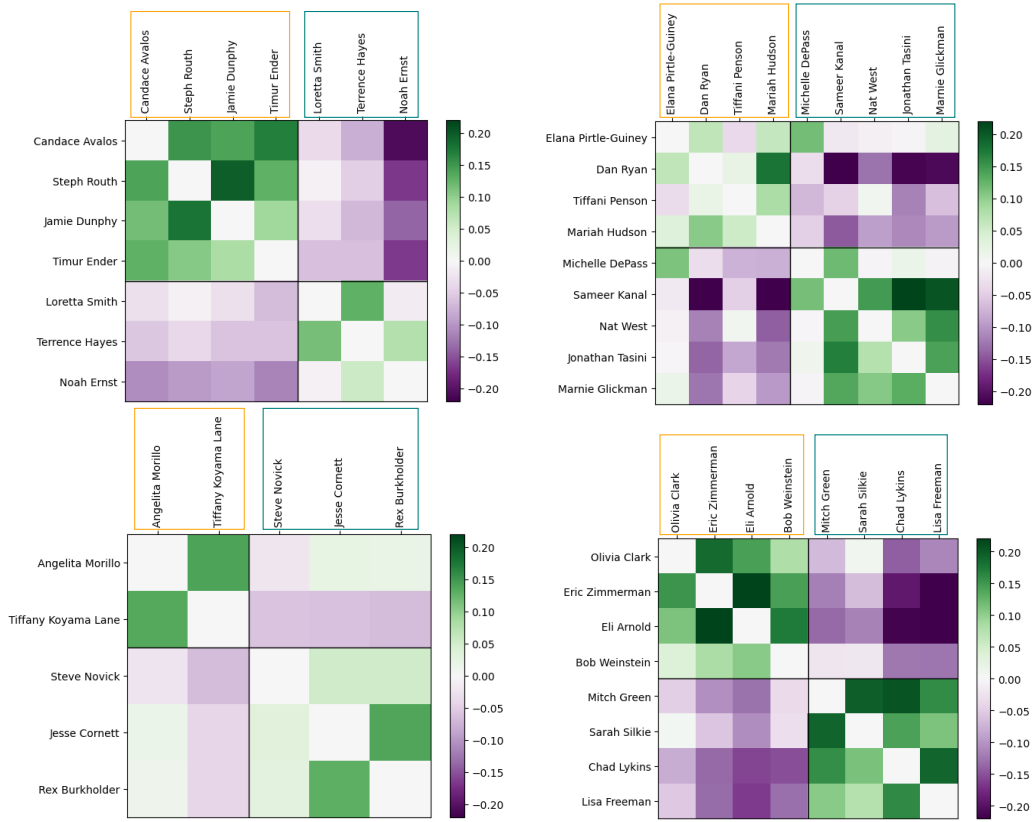 Candace Avalos
Steph Routh
Jamie Dunphy
Timur Ender
Loretta Smith
Terrence Hayes
Noah Ernst
Candace Avalos
Steph Routh
Jamie Dunphy
Timur Ender
Loretta Smith
Terrence Hayes
Noah Ernst
0.20
0.15
0.10
0.05
0.00
−0.05
−0.10
−0.15
−0.20
Elana Pirtle-Guiney
Dan Ryan
Tiffani Penson
Mariah Hudson
Michelle DePass
Sameer Kanal
Nat West
Jonathan Tasini
Marnie Glickman
Elana Pirtle-Guiney
Dan Ryan
Tiffani Penson
Mariah Hudson
Michelle DePass
Sameer Kanal
Nat West
Jonathan Tasini
Marnie Glickman
0.20
0.15
0.10
0.05
0.00
−0.05
−0.10
−0.15
−0.20
Angelita Morillo
Tiffany Koyama Lane
Steve Novick
Jesse Cornett
Rex Burkholder
Angelita Morillo
Tiffany Koyama Lane
Steve Novick
Jesse Cornett
Rex Burkholder
0.20
0.15
0.10
0.05
0.00
−0.05
−0.10
−0.15
−0.20
Olivia Clark
Eric Zimmerman
Eli Arnold
Bob Weinstein
Mitch Green
Sarah Silkie
Chad Lykins
Lisa Freeman
Olivia Clark
Eric Zimmerman
Eli Arnold
Bob Weinstein
Mitch Green
Sarah Silkie
Chad Lykins
Lisa Freeman
0.20
0.15
0.10
0.05
0.00
−0.05
−0.10
−0.15
−0.20